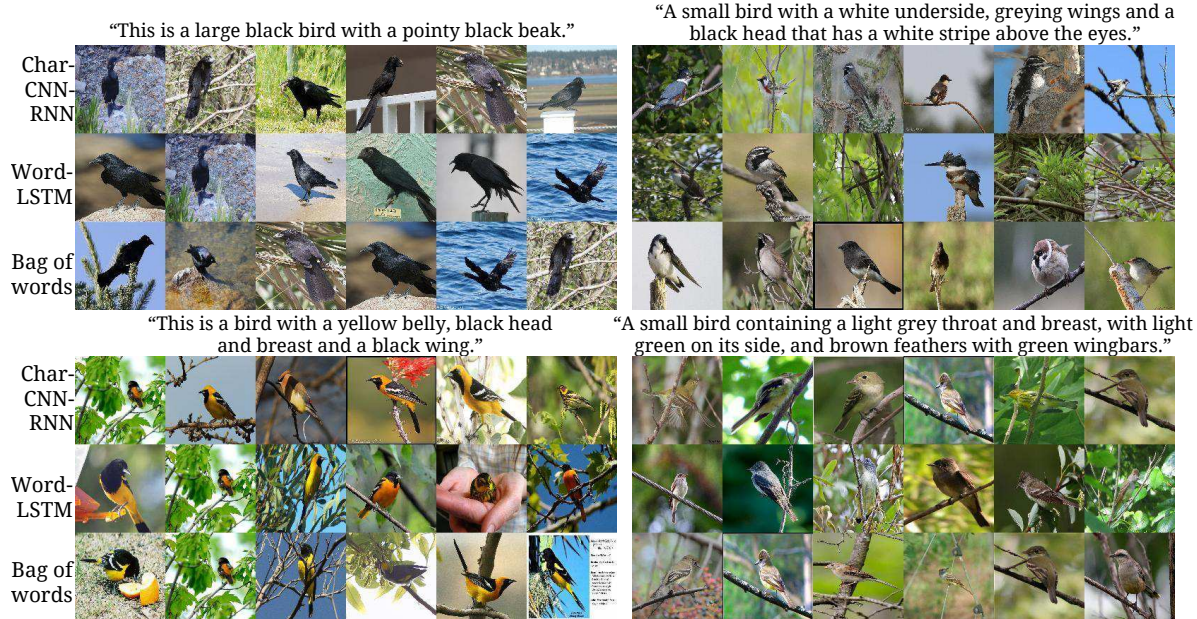 “This is a large black bird with a pointy black beak.”
“A small bird with a white underside, greying wings and a
black head that has a white stripe above the eyes.”
Char-
CNN-
RNN
Word-
LSTM
Bag of
words
“This is a bird with a yellow belly, black head
and breast and a black wing.”
“A small bird containing a light grey throat and breast, with light
green on its side, and brown feathers with green wingbars.”
Char-
CNN-
RNN
Word-
LSTM
Bag of
words